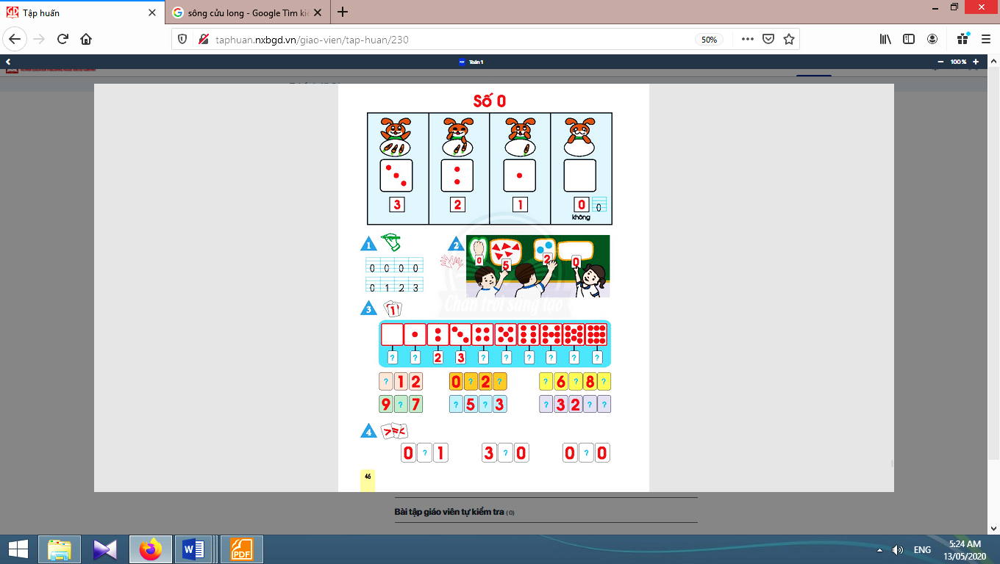 Tập huấn
sông cửu long - Google Tìm kiế
taphuan.nxbgd.vn/giao-vien/tap-huan/230
50%
Toán 1
100 %
Số 0
3 2 1 0 0
không
1
0 0 0 0
0 1 2 3
2
0 5 2 0
Chân trời sáng tạo
3
1
? ? 2 3 ? ? ? ? ? ?
? 1 2
0 ? 2 ?
? 6 ? 8 ?
9 ? 7
? 5 ? 3
? 3 2 ? ?
4
> = <
0 ? 1
3 ? 0
0 ? 0
46
Bài tập giáo viên tự kiểm tra (0)
W
PDF
ENG
5:24 AM
13/05/2020